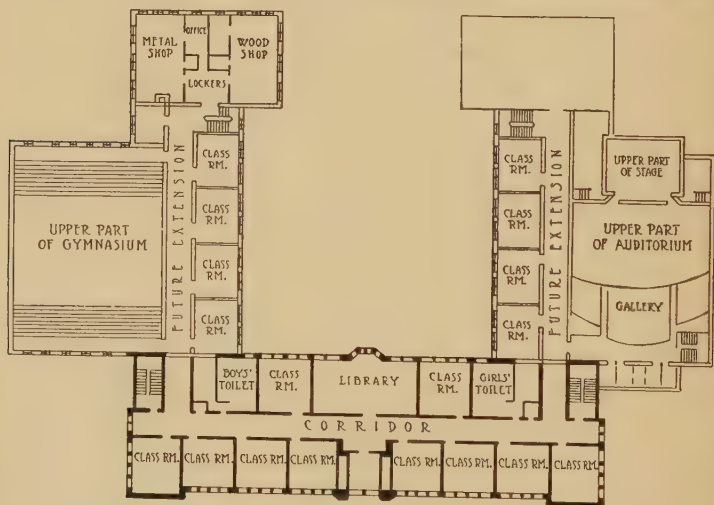 METAL
SHOP
OFFICE
WOOD
SHOP
LOCKERS
CLASS
RM.
CLASS
RM.
CLASS
RM.
CLASS
RM.
FUTURE EXTENSION
UPPER PART
OF GYMNASIUM
CLASS
RM.
CLASS
RM.
CLASS
RM.
CLASS
RM.
FUTURE EXTENSION
UPPER PART
OF STAGE
UPPER PART
OF AUDITORIUM
GALLERY
BOYS'
TOILET
CLASS
RM.
LIBRARY
CLASS
RM.
GIRLS'
TOILET
CORRIDOR
CLASS RM.
CLASS RM.
CLASS RM.
CLASS RM.
CLASS RM.
CLASS RM.
CLASS RM.
CLASS RM.